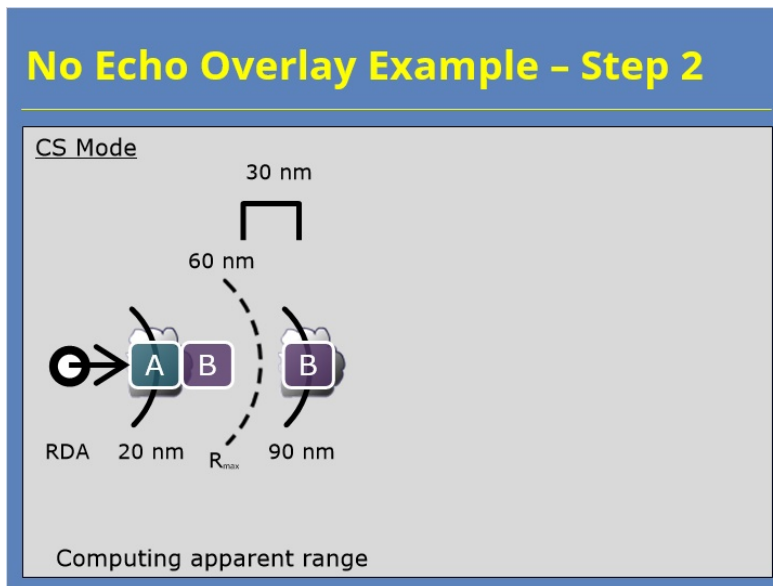 No Echo Overlay Example – Step 2
CS Mode
30 nm
60 nm
A B B
RDA 20 nm Rmax 90 nm
Computing apparent range